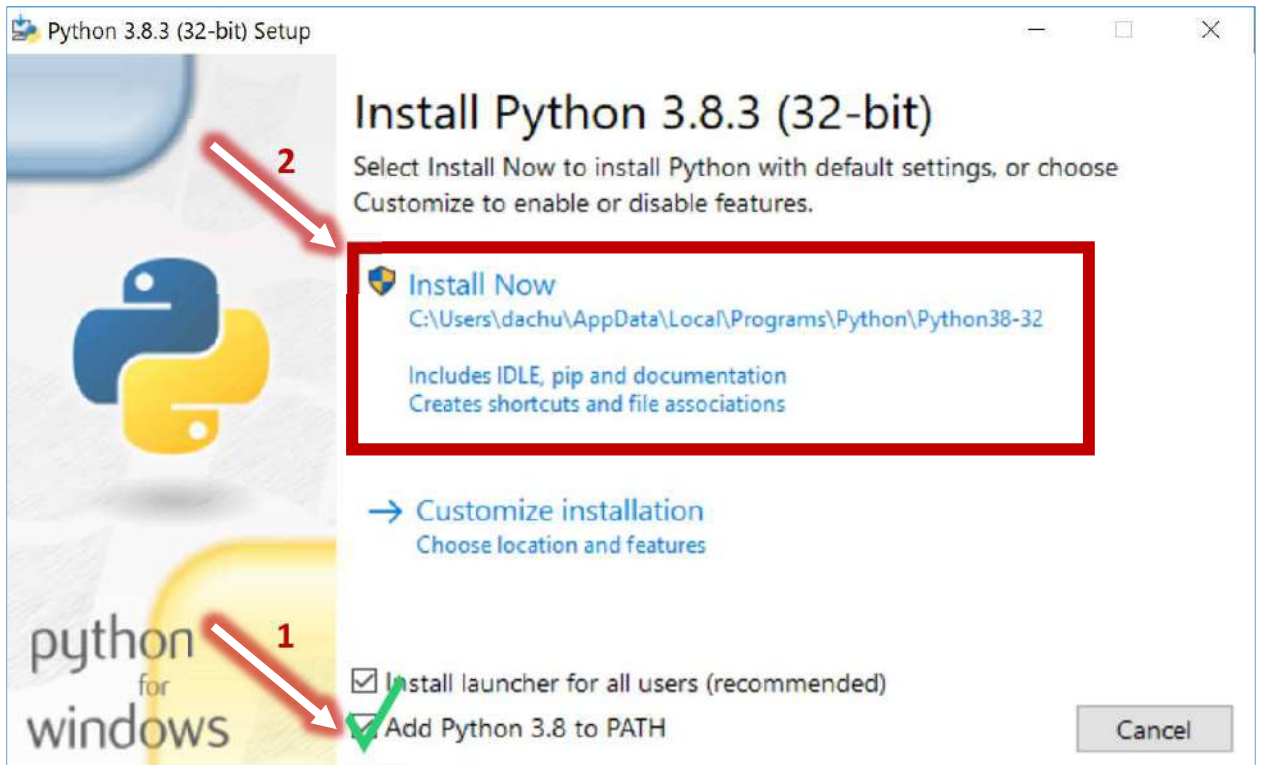 Python 3.8.3 (32-bit) Setup
Install Python 3.8.3 (32-bit)
2
Select Install Now to install Python with default settings, or choose
Customize to enable or disable features.
Install Now
C:\Users\dachu\AppData\Local\Programs\Python\Python38-32
Includes IDLE, pip and documentation
Creates shortcuts and file associations
Customize installation
Choose location and features
python
for
windows
1
Install launcher for all users (recommended)
Add Python 3.8 to PATH
Cancel